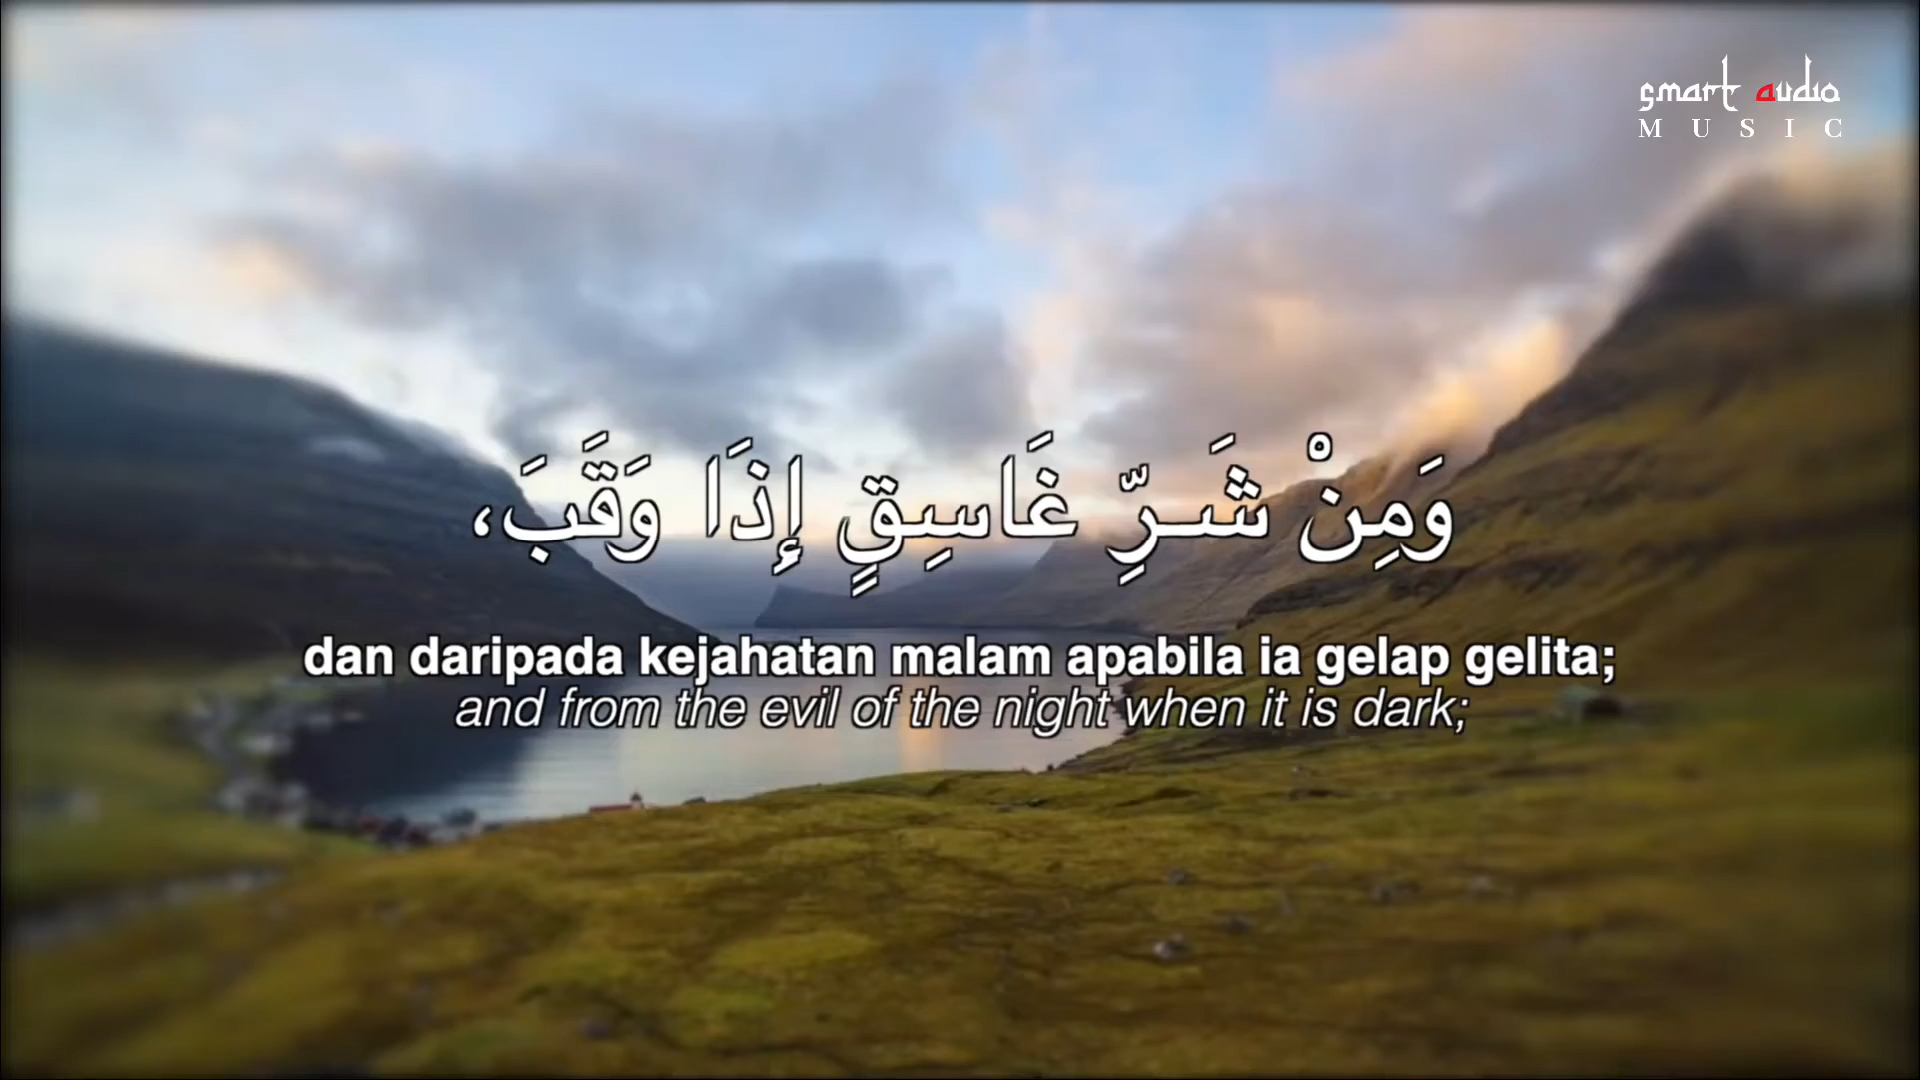 smart audio
MUSIC
وَمِنْ شَرِّ غَاسِقٍ إِذَا وَقَبَ،
dan daripada kejahatan malam apabila ia gelap gelita;
and from the evil of the night when it is dark;